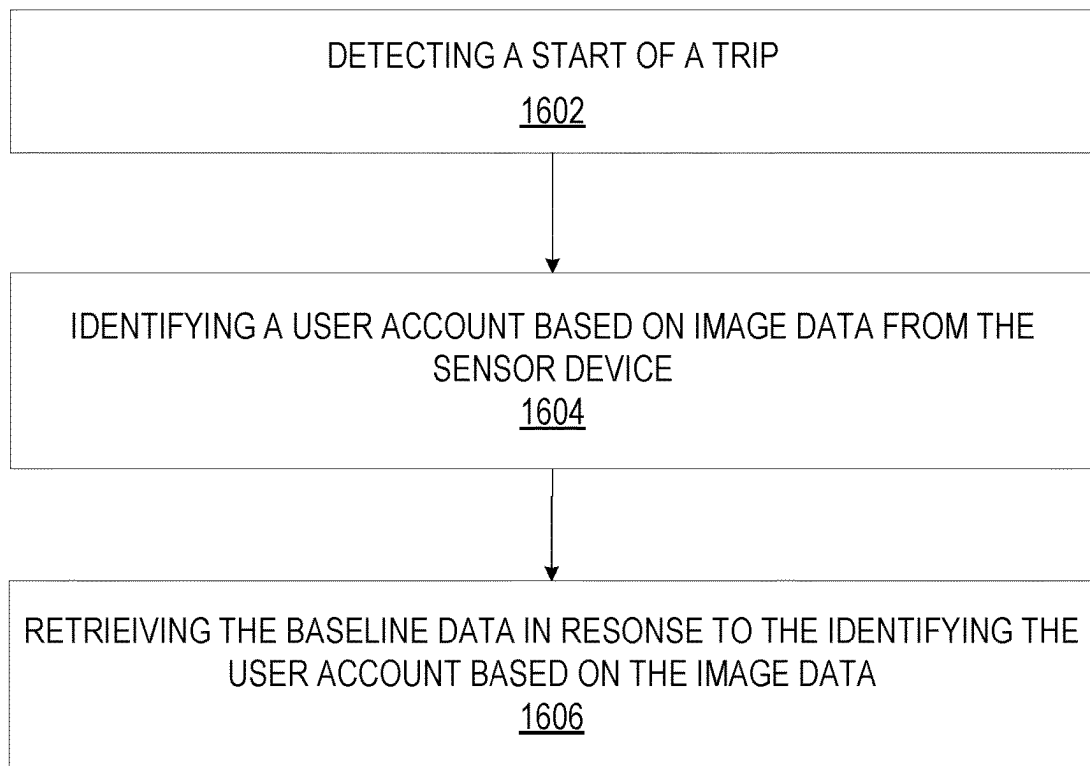 DETECTING A START OF A TRIP
1602
IDENTIFYING A USER ACCOUNT BASED ON IMAGE DATA FROM THE
SENSOR DEVICE
1604
RETRIEIVING THE BASELINE DATA IN RESONSE TO THE IDENTIFYING THE
USER ACCOUNT BASED ON THE IMAGE DATA
1606